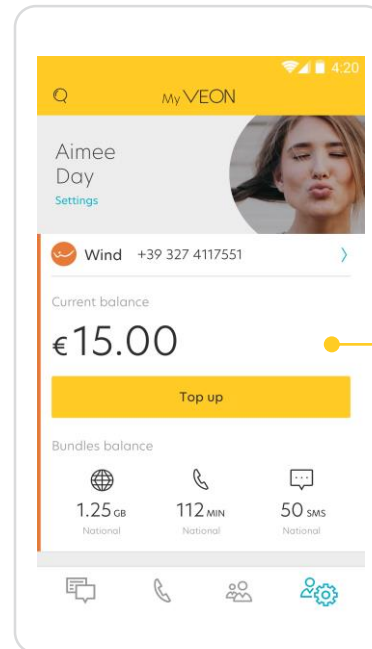 4:20
My VEON
Aimee
Day
Settings
Wind +39 327 4117551
Current balance
€15.00
Top up
Bundles balance
1.25 GB 112 MIN 50 SMS
National National National